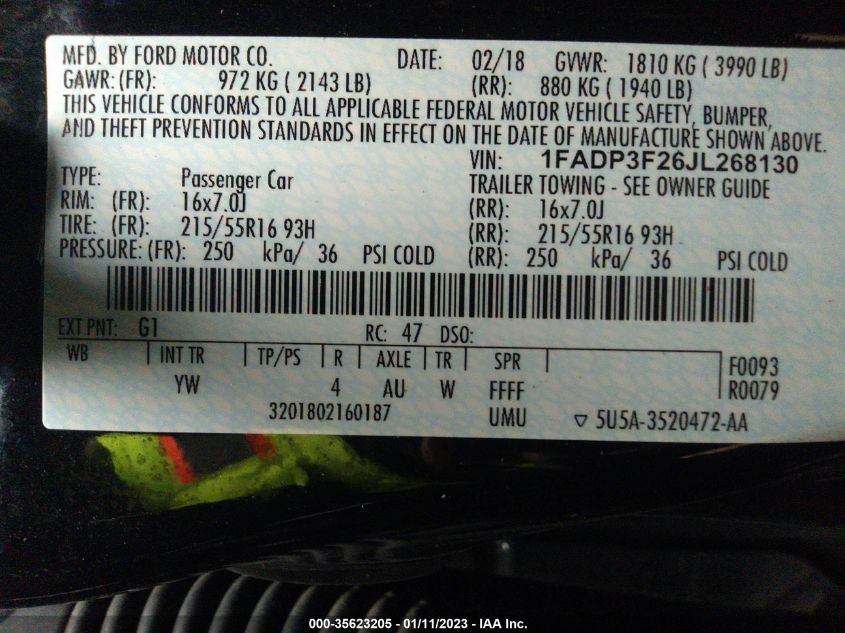 MFD. BY FORD MOTOR CO. DATE: 02/18 GVWR: 1810 KG ( 3990 LB)
GAWR: (FR): 972 KG ( 2143 LB) (RR): 880 KG ( 1940 LB)
THIS VEHICLE CONFORMS TO ALL APPLICABLE FEDERAL MOTOR VEHICLE SAFETY, BUMPER,
AND THEFT PREVENTION STANDARDS IN EFFECT ON THE DATE OF MANUFACTURE SHOWN ABOVE.
VIN: 1FADP3F26JL268130
TYPE: Passenger Car TRAILER TOWING - SEE OWNER GUIDE
RIM: (FR): 16x7.0J (RR): 16x7.0J
TIRE: (FR): 215/55R16 93H (RR): 215/55R16 93H
PRESSURE: (FR): 250 kPa/ 36 PSI COLD (RR): 250 kPa/ 36 PSI COLD
EXT PNT: G1 RC: 47 DSO:
WB INT TR TP/PS R AXLE TR SPR F0093
YW 4 AU W FFFF R0079
3201802160187 UMU ▽ 5U5A-3520472-AA
000-35623205 - 01/11/2023 - IAA Inc.